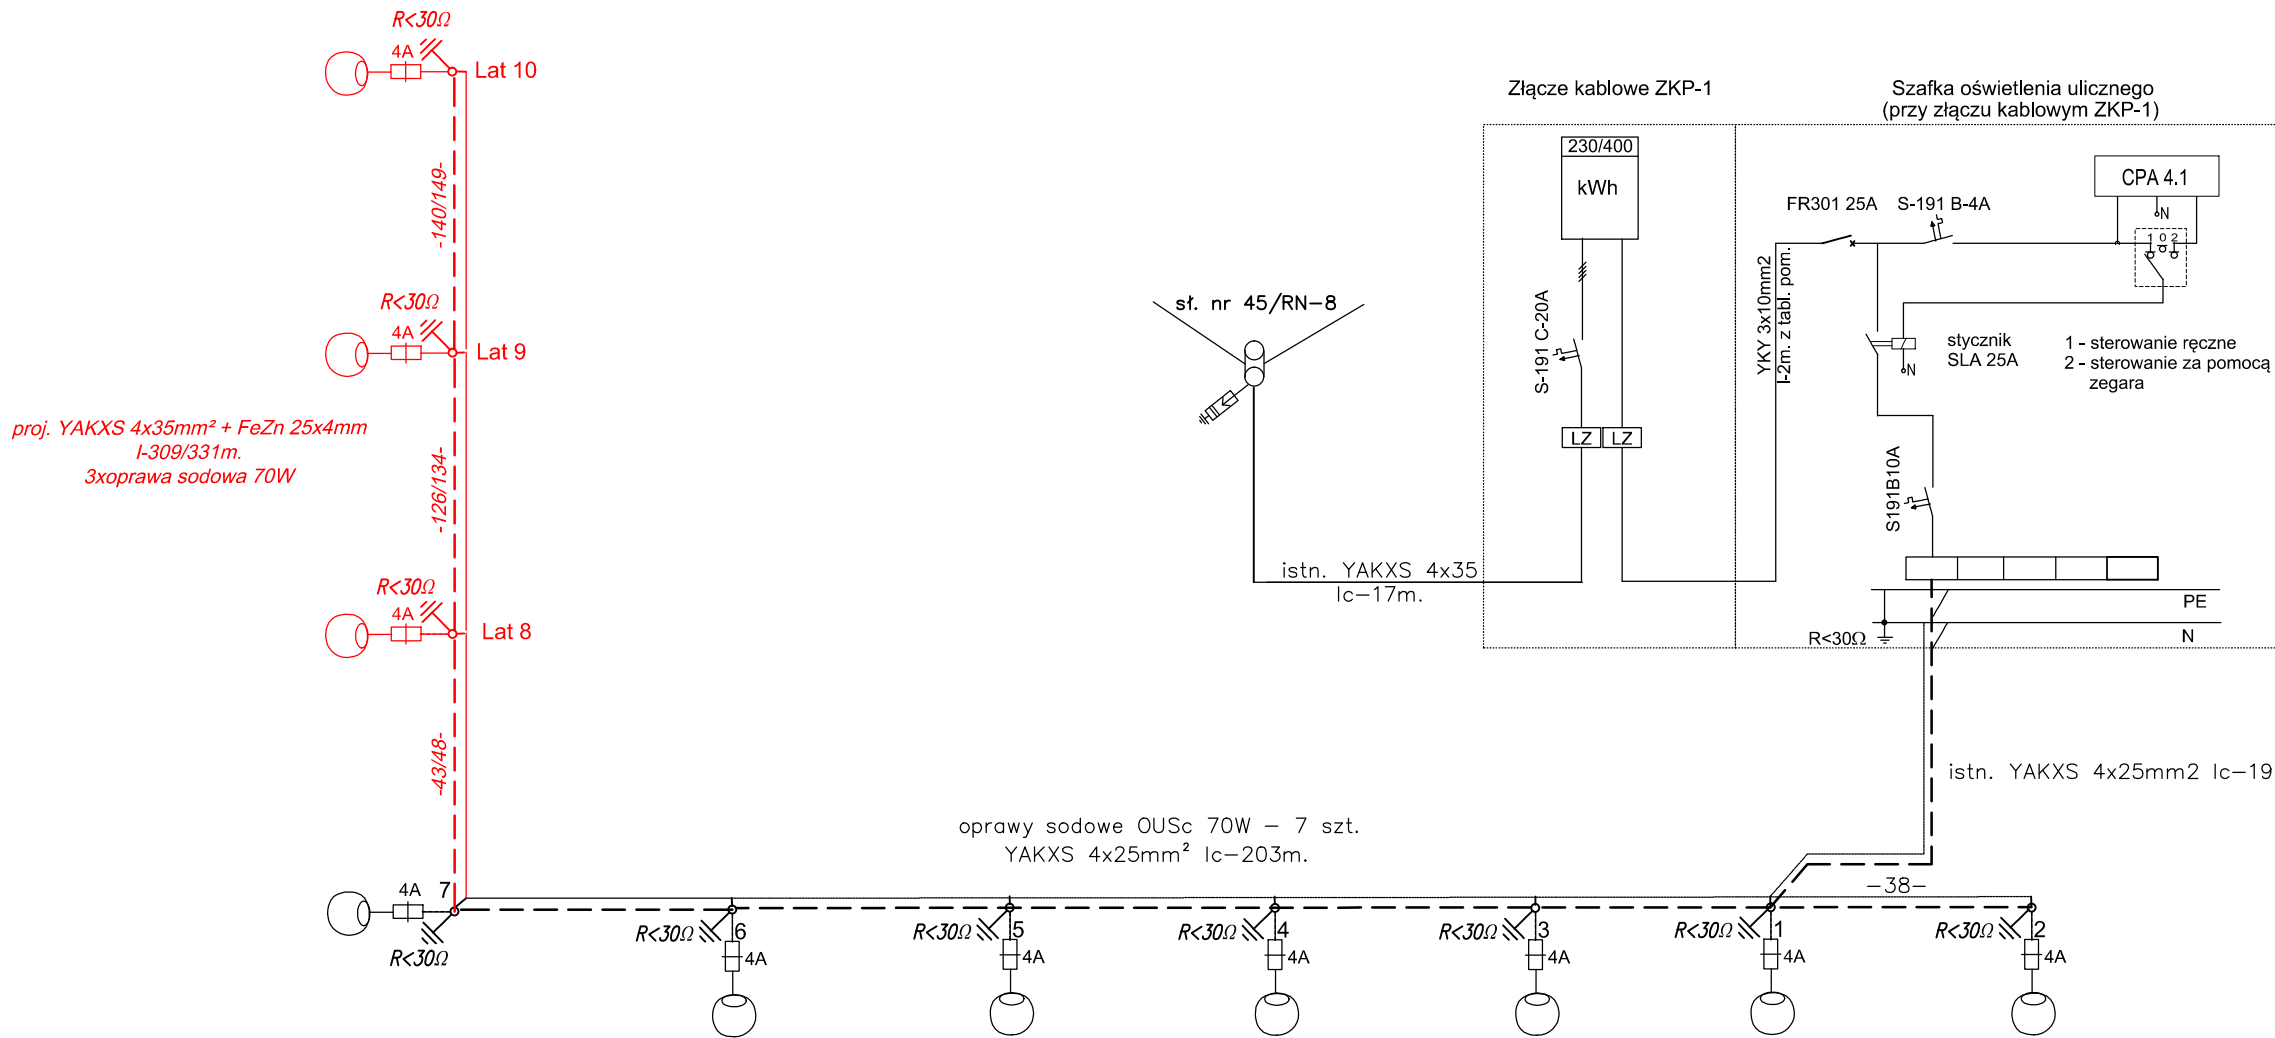 R<30Ω
4A
Lat 10
-140/149-
R<30Ω
4A
Lat 9
proj. YAKXS 4x35mm² + FeZn 25x4mm
l-309/331m.
3xoprawa sodowa 70W
-126/134-
R<30Ω
4A
Lat 8
-43/48-
st. nr 45/RN-8
istn. YAKXS 4x35
lc-17m.
Złącze kablowe ZKP-1
230/400
kWh
S-191 C-20A
LZ
LZ
Szafka oświetlenia ulicznego
(przy złączu kablowym ZKP-1)
CPA 4.1
N
FR301 25A
S-191 B-4A
1 0 2
YKY 3x10mm2
l-2m. z tabl. pom.
stycznik
SLA 25A
N
1 - sterowanie ręczne
2 - sterowanie za pomocą
zegara
S191B10A
PE
R<30Ω
N
istn. YAKXS 4x25mm2 lc-19
oprawy sodowe OUSc 70W - 7 szt.
YAKXS 4x25mm² lc-203m.
-38-
4A
7
R<30Ω
R<30Ω
6
4A
R<30Ω
5
4A
R<30Ω
4
4A
R<30Ω
3
4A
R<30Ω
1
4A
R<30Ω
2
4A